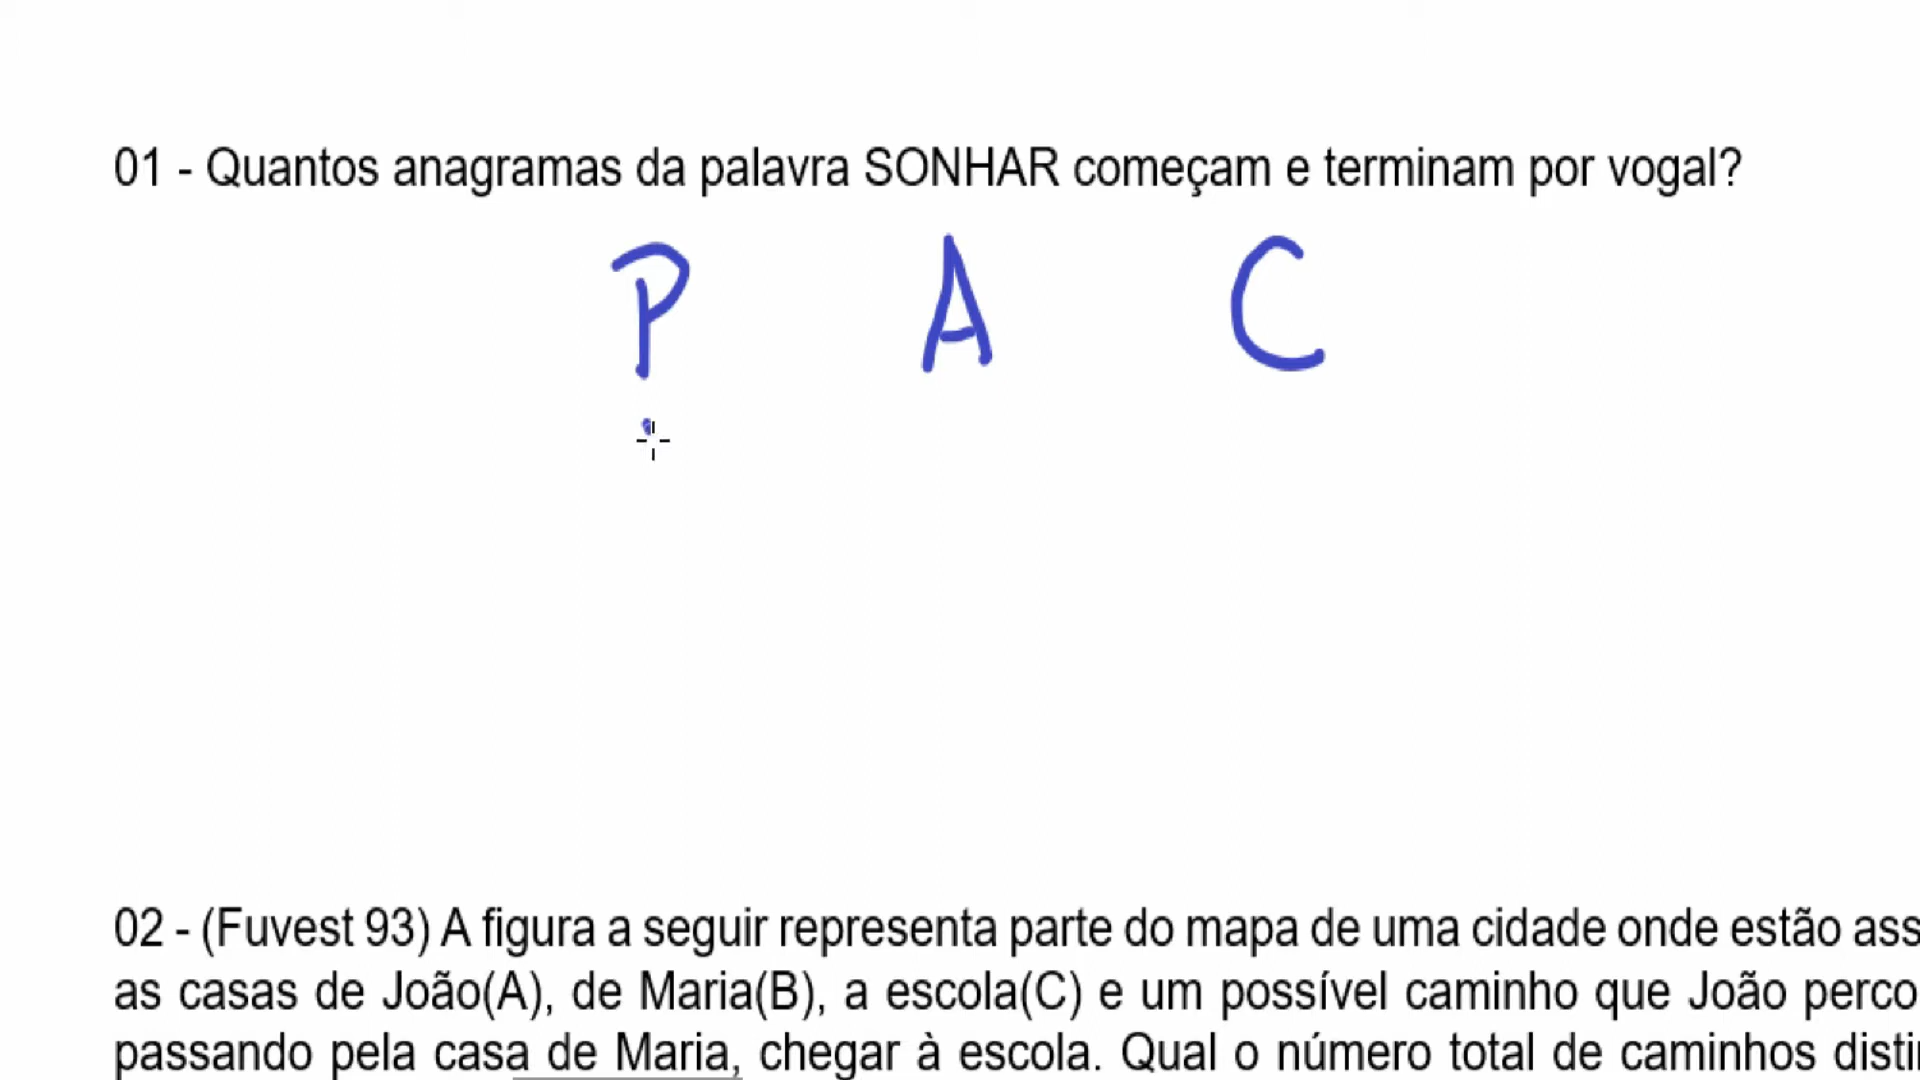 01 - Quantos anagramas da palavra SONHAR começam e terminam por vogal?
P A C
02 - (Fuvest 93) A figura a seguir representa parte do mapa de uma cidade onde estão ass
as casas de João(A), de Maria(B), a escola(C) e um possível caminho que João perco
passando pela casa de Maria, chegar à escola. Qual o número total de caminhos disti